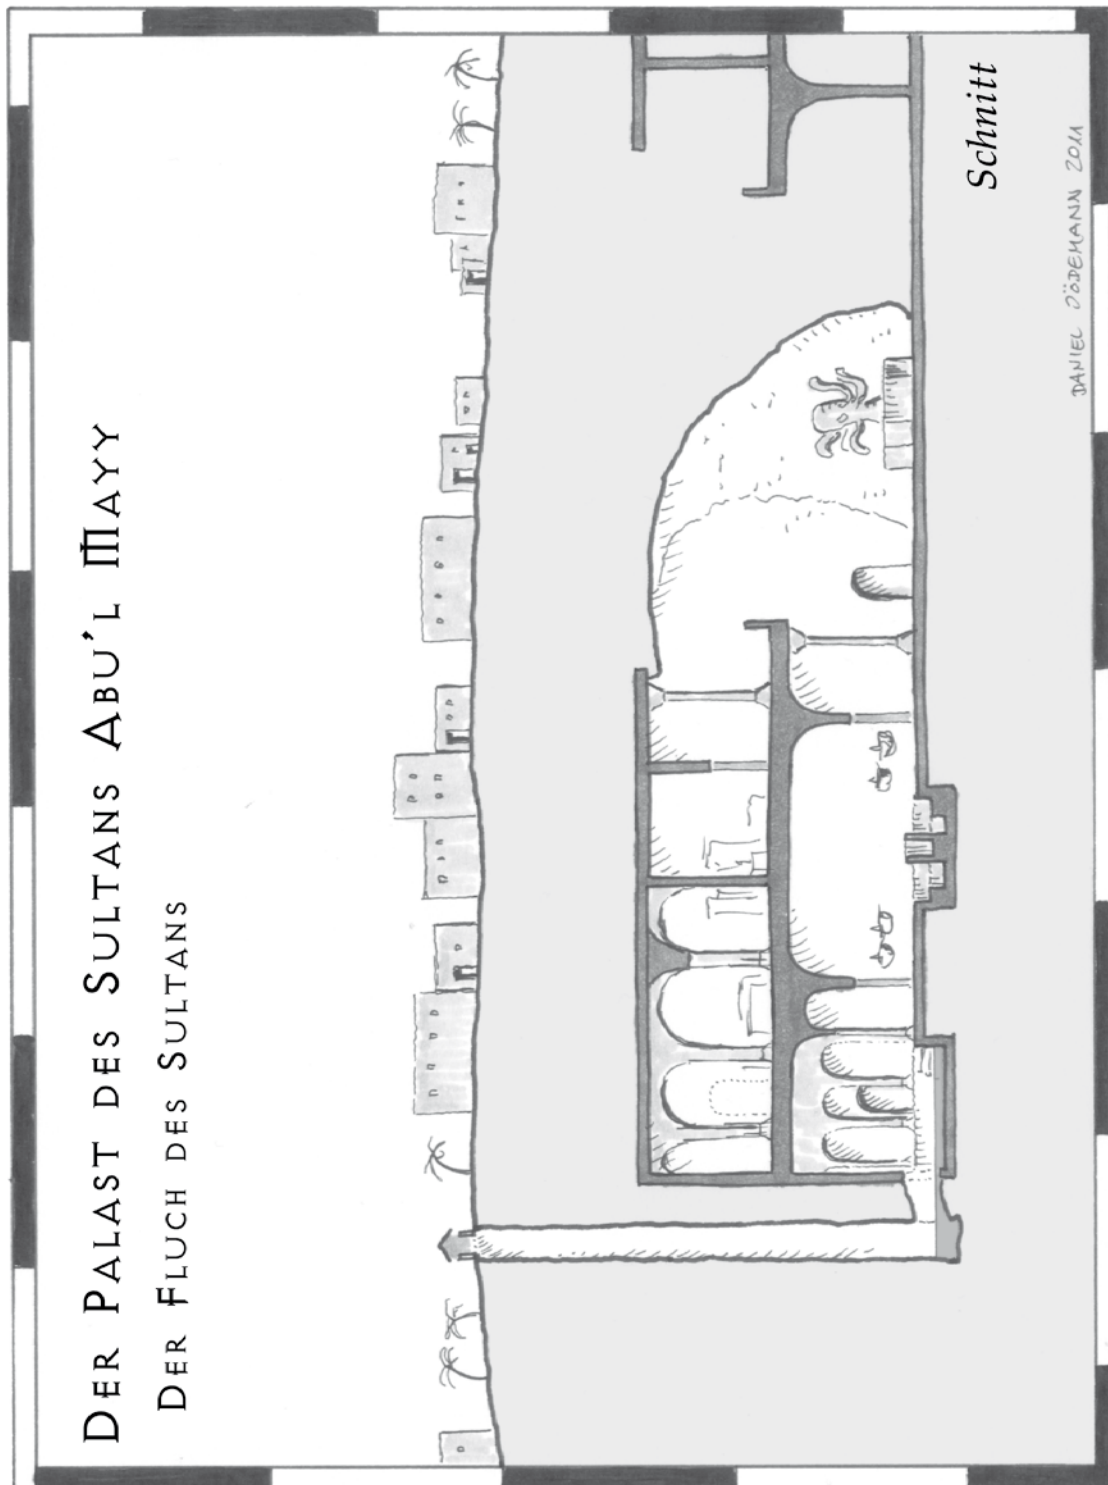 DER PALAST DES SULTANS ABU'L MAYY
DER FLUCH DES SULTANS
Schnitt
DANIEL JÖDEMANN 2011